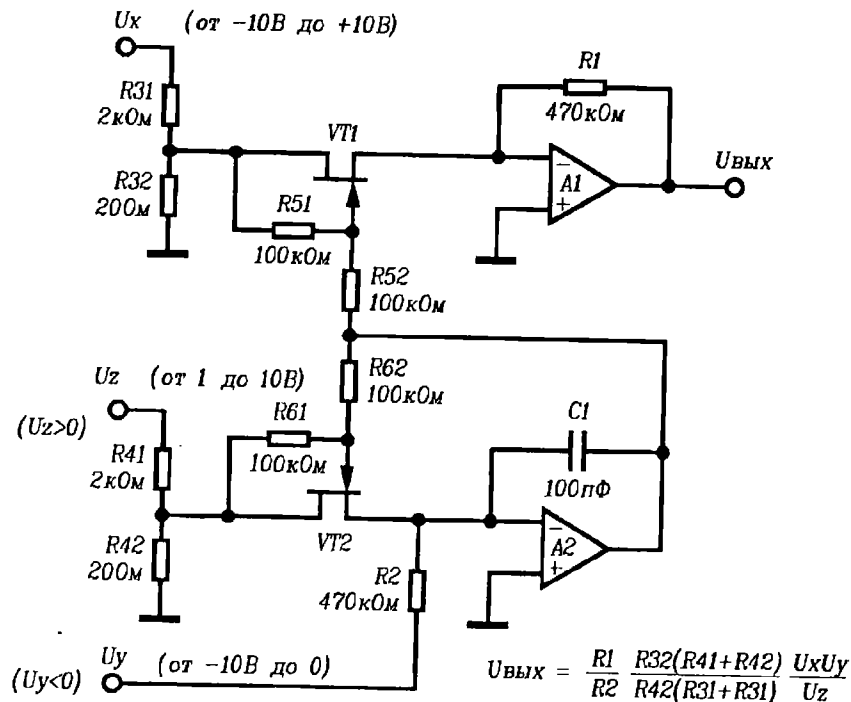 Ux (от -10В до +10В)
R31
2кОм
R32
200м
VT1
R51
100кОм
R52
100кОм
R1
470кОм
A1
−
+
Uвых
R62
100кОм
Uz (от 1 до 10В)
(Uz>0)
R61
100кОм
R41
2кОм
R42
200м
VT2
C1
100пФ
A2
−
+
R2
470кОм
(Uy<0) Uy (от -10В до 0)
Uвых = R1/R2 R32(R41+R42)/R42(R31+R31) UxUy/Uz